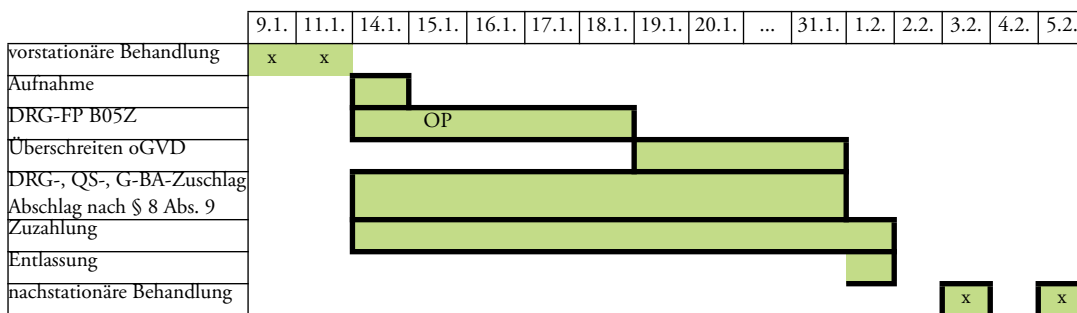 9.1. 11.1. 14.1. 15.1. 16.1. 17.1. 18.1. 19.1. 20.1. ... 31.1. 1.2. 2.2. 3.2. 4.2. 5.2.
vorstationäre Behandlung x x
Aufnahme
DRG-FP B05Z OP
Überschreiten oGVD
DRG-, QS-, G-BA-Zuschlag
Abschlag nach § 8 Abs. 9
Zuzahlung
Entlassung
nachstationäre Behandlung x x